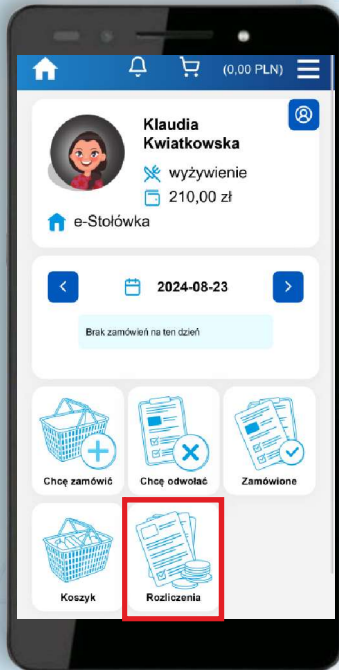 (0,00 PLN)
Klaudia
Kwiatkowska
wyżywienie
210,00 zł
e-Stołówka
2024-08-23
Brak zamówień na ten dzień
Chcę zamówić
Chcę odwołać
Zamówione
Koszyk
Rozliczenia